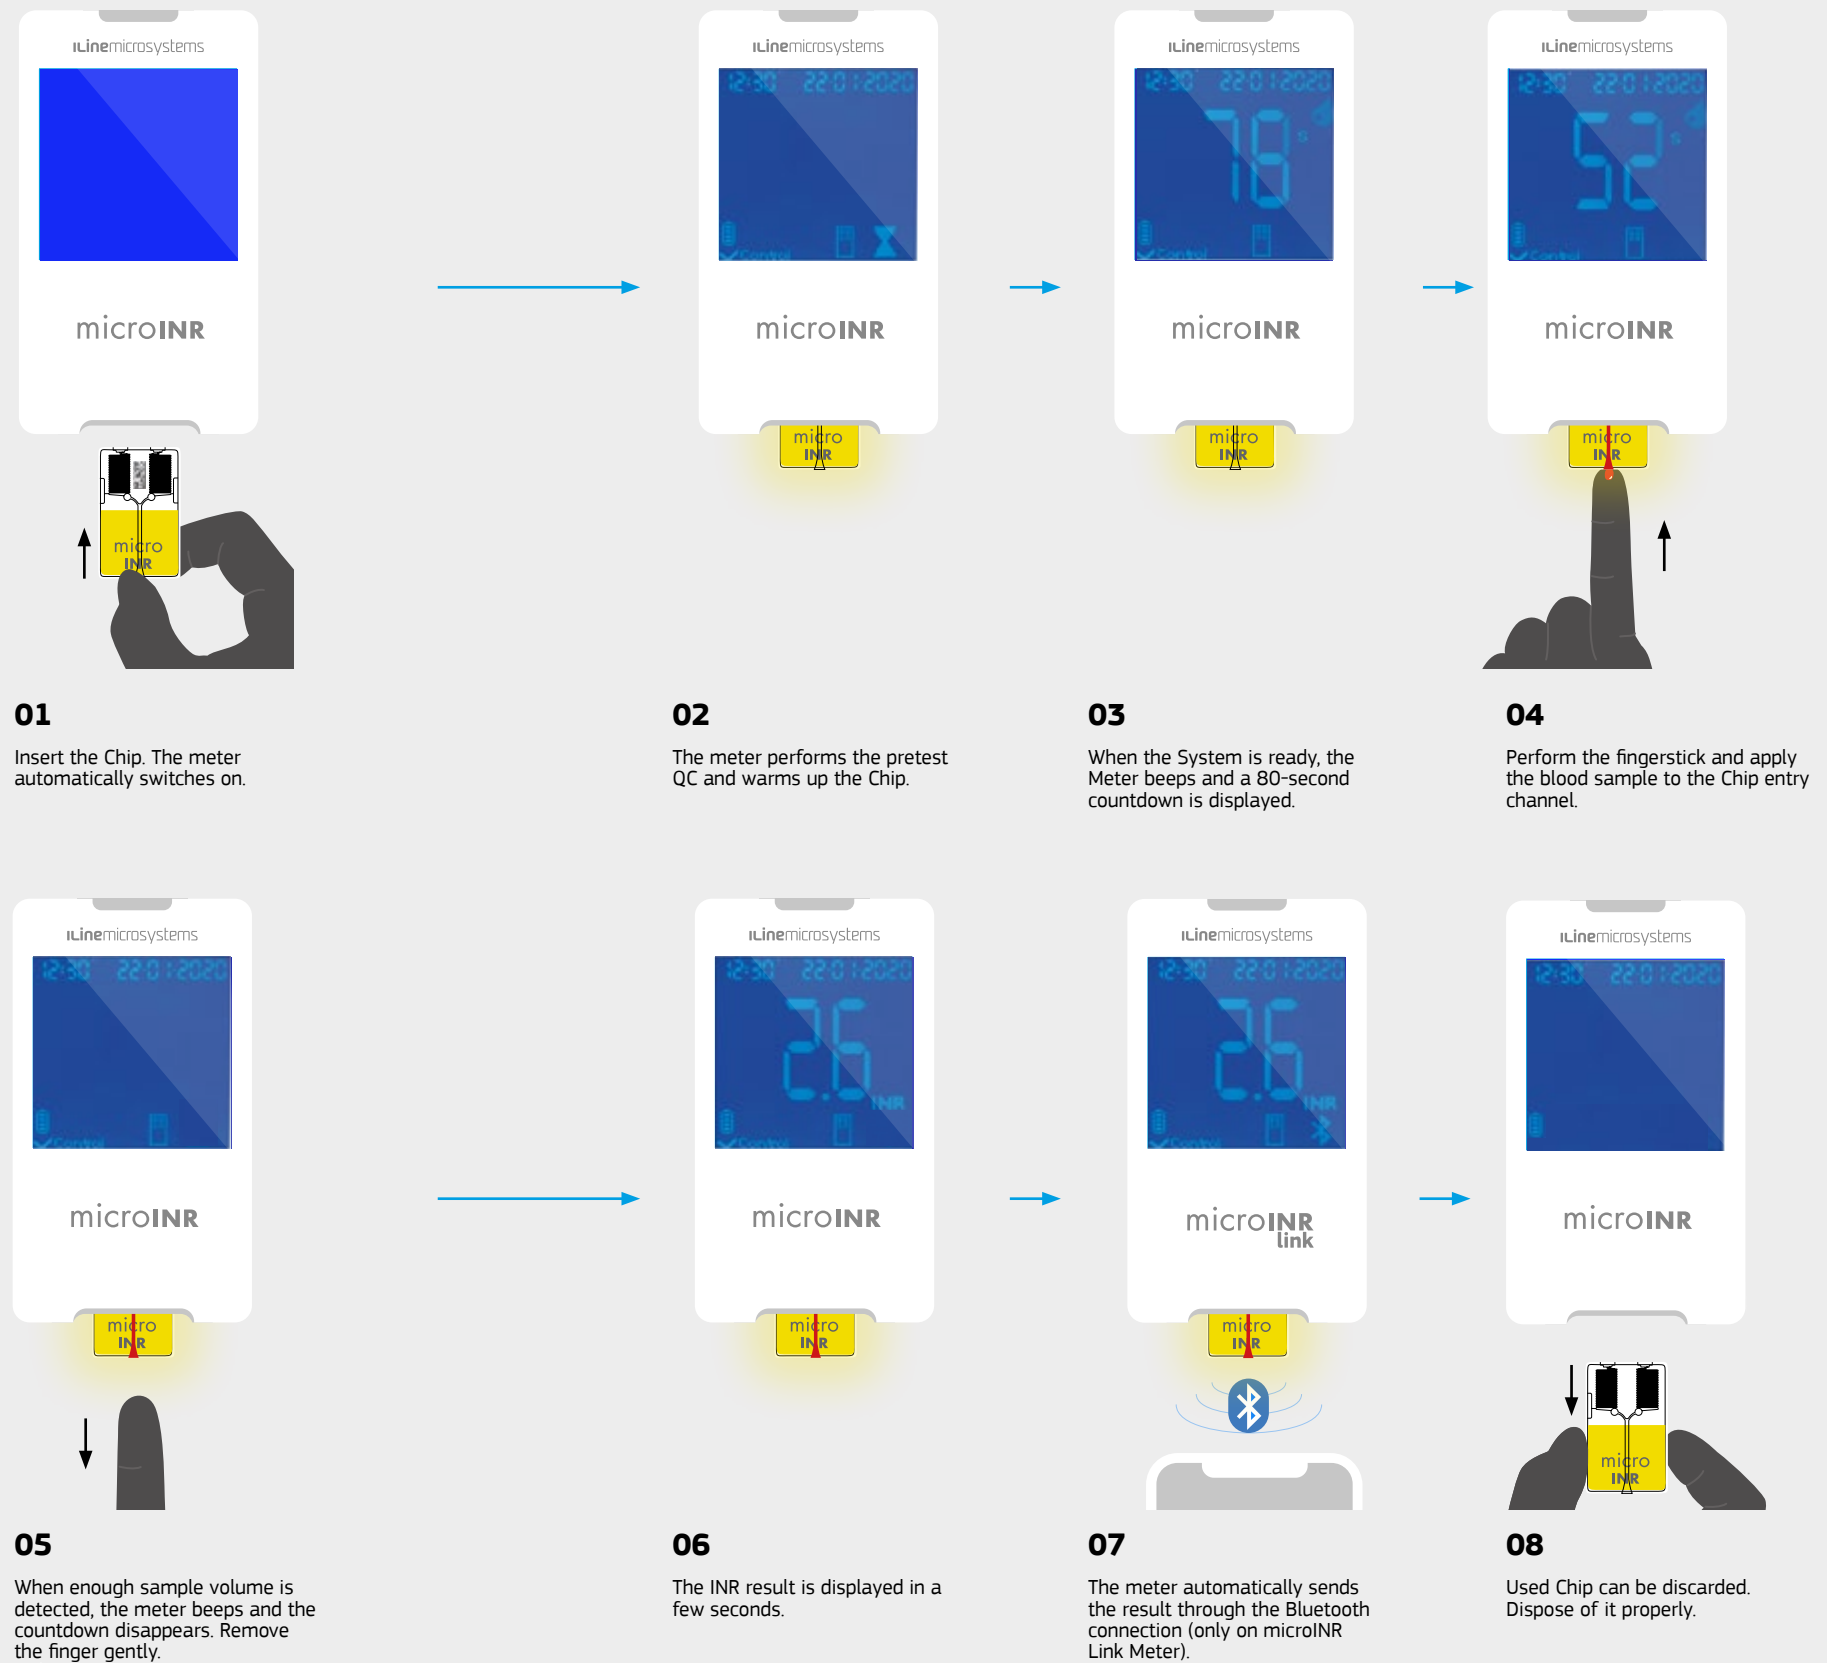 ıLinemicrosystems
microINR
micro
INR
01
Insert the Chip. The meter
automatically switches on.
ıLinemicrosystems
12:30 22:01:2020
Control
microINR
micro
INR
02
The meter performs the pretest
QC and warms up the Chip.
ıLinemicrosystems
12:30 22:01:2020
78 s
Control
microINR
micro
INR
03
When the System is ready, the
Meter beeps and a 80-second
countdown is displayed.
ıLinemicrosystems
12:30 22:01:2020
52 s
Control
microINR
micro
INR
04
Perform the fingerstick and apply
the blood sample to the Chip entry
channel.
ıLinemicrosystems
12:30 22:01:2020
Control
microINR
micro
INR
05
When enough sample volume is
detected, the meter beeps and the
countdown disappears. Remove
the finger gently.
ıLinemicrosystems
12:30 22:01:2020
2.6
INR
Control
microINR
micro
INR
06
The INR result is displayed in a
few seconds.
ıLinemicrosystems
12:30 22:01:2020
2.6
INR
Control
microINR
link
micro
INR
07
The meter automatically sends
the result through the Bluetooth
connection (only on microINR
Link Meter).
ıLinemicrosystems
12:30 22:01:2020
microINR
micro
INR
08
Used Chip can be discarded.
Dispose of it properly.